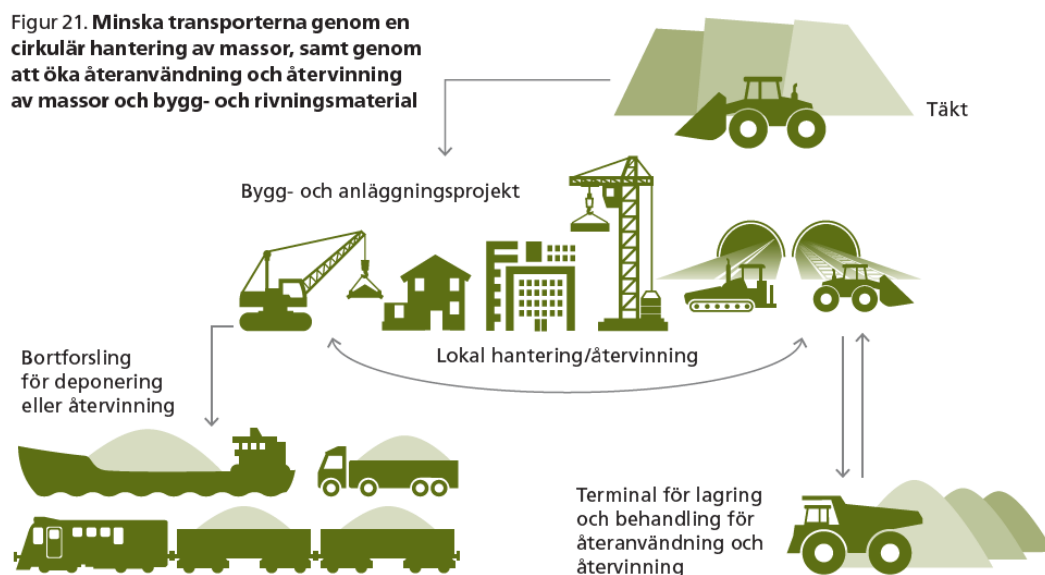 Figur 21. Minska transporterna genom en
cirkulär hantering av massor, samt genom
att öka återanvändning och återvinning
av massor och bygg- och rivningsmaterial
Täkt
Bygg- och anläggningsprojekt
Lokal hantering/återvinning
Bortforsling
för deponering
eller återvinning
Terminal för lagring
och behandling för
återanvändning och
återvinning